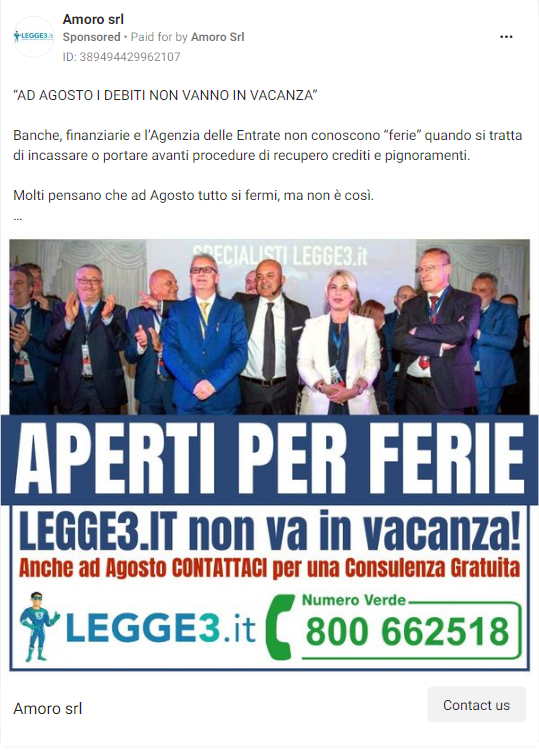 Amoro srl
LEGGE3.it
Sponsored • Paid for by Amoro Srl
ID: 389494429962107
“AD AGOSTO I DEBITI NON VANNO IN VACANZA”
Banche, finanziarie e l’Agenzia delle Entrate non conoscono “ferie” quando si tratta
di incassare o portare avanti procedure di recupero crediti e pignoramenti.
Molti pensano che ad Agosto tutto si fermi, ma non è così.
...
SPECIALISTI LEGGE3.it
APERTI PER FERIE
LEGGE3.IT non va in vacanza!
Anche ad Agosto CONTATTACI per una Consulenza Gratuita
LEGGE3.it
Numero Verde
800 662518
Amoro srl
Contact us